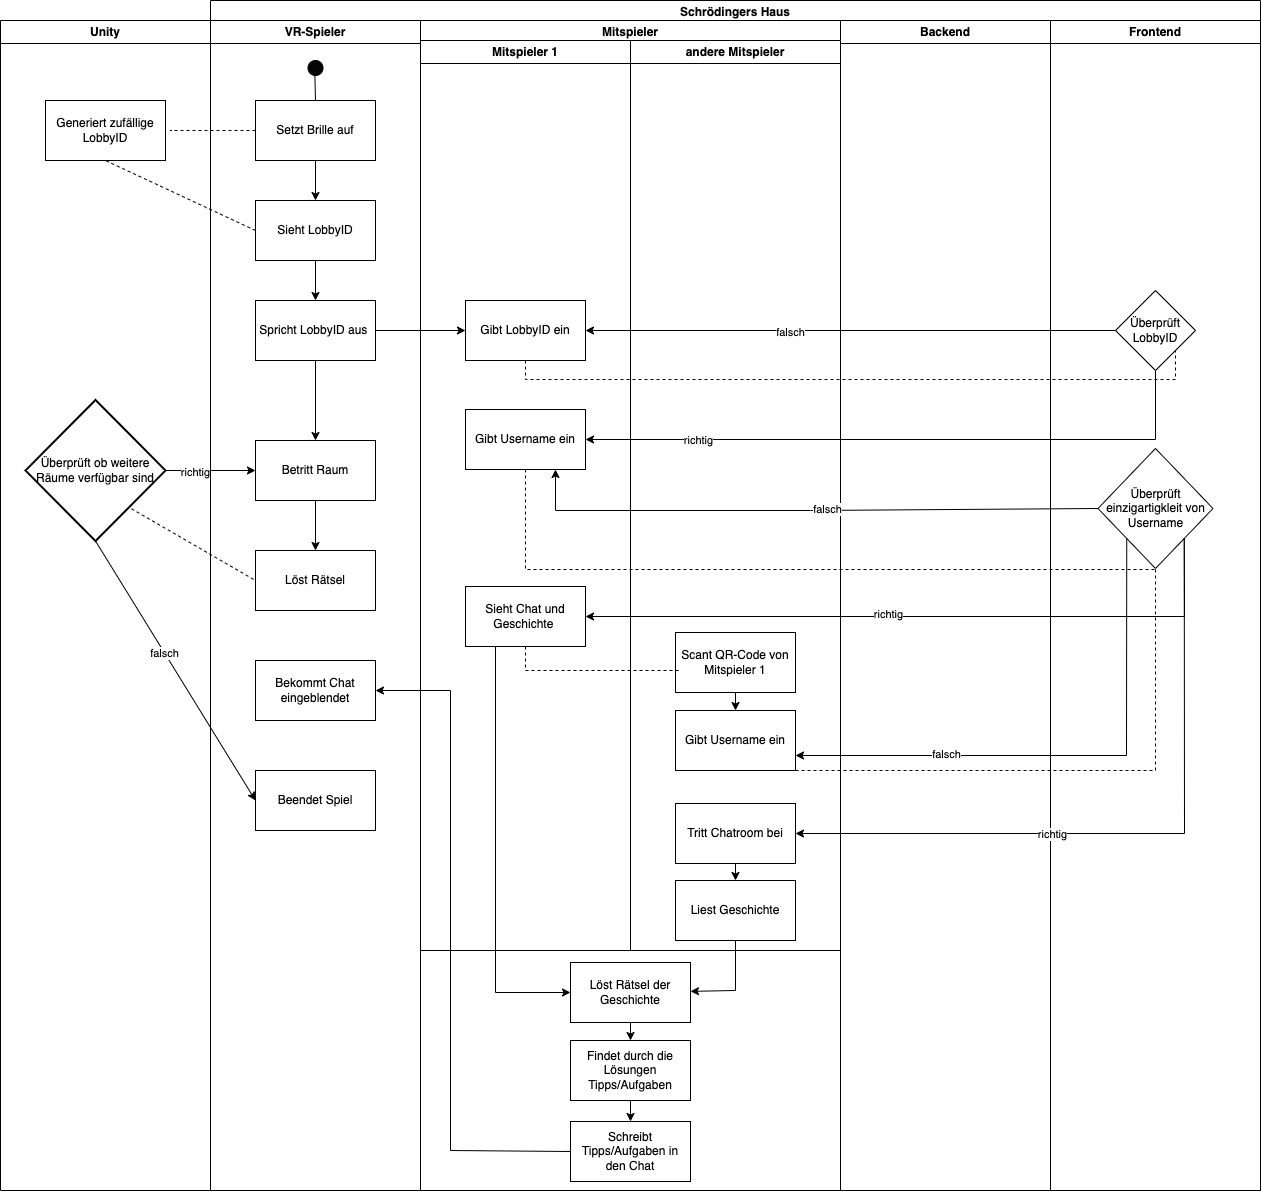 Schrödingers Haus
Unity
VR-Spieler
Mitspieler
Backend
Frontend
Mitspieler 1
andere Mitspieler
Generiert zufällige
LobbyID
Setzt Brille auf
Sieht LobbyID
Spricht LobbyID aus
Gibt LobbyID ein
falsch
Überprüft
LobbyID
Gibt Username ein
richtig
Überprüft ob weitere
Räume verfügbar sind
richtig
Betritt Raum
falsch
Überprüft
einzigartigkleit von
Username
Löst Rätsel
Sieht Chat und
Geschichte
richtig
falsch
Scant QR-Code von
Mitspieler 1
Bekommt Chat
eingeblendet
Gibt Username ein
falsch
Beendet Spiel
Tritt Chatroom bei
richtig
Liest Geschichte
Löst Rätsel der
Geschichte
Findet durch die
Lösungen
Tipps/Aufgaben
Schreibt
Tipps/Aufgaben in
den Chat